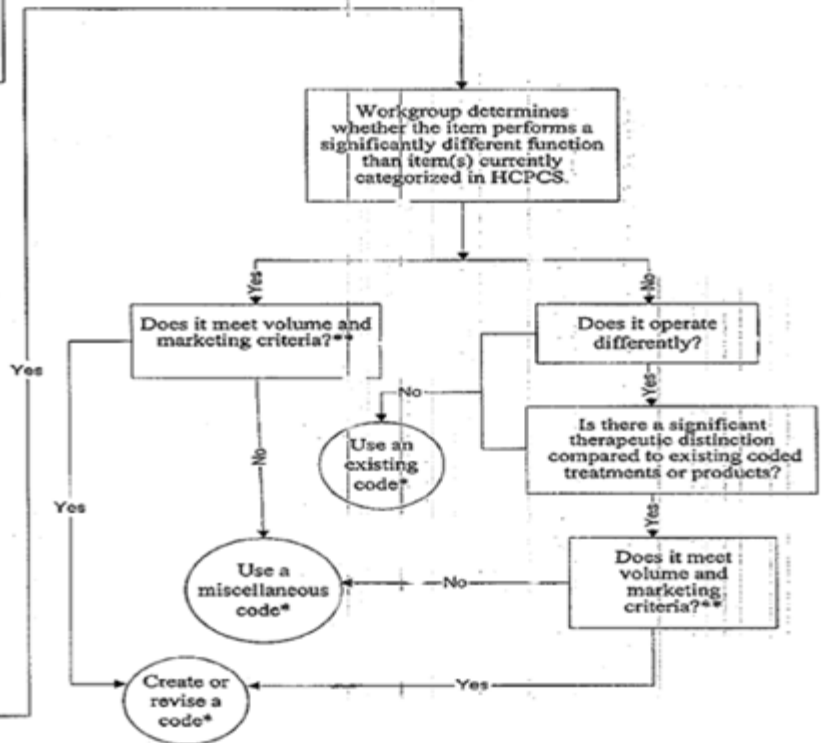 Workgroup determines
whether the item performs a
significantly different function
than item(s) currently
categorized in HCPCS.
Yes
No
Does it meet volume and
marketing criteria?**
Does it operate
differently?
Yes
Yes
No
Is there a significant
therapeutic distinction
compared to existing coded
treatments or products?
Use an
existing
code*
No
Yes
Yes
Does it meet
volume and
marketing
criteria?**
Use a
miscellaneous
code*
No
Create or
revise a
code*
Yes